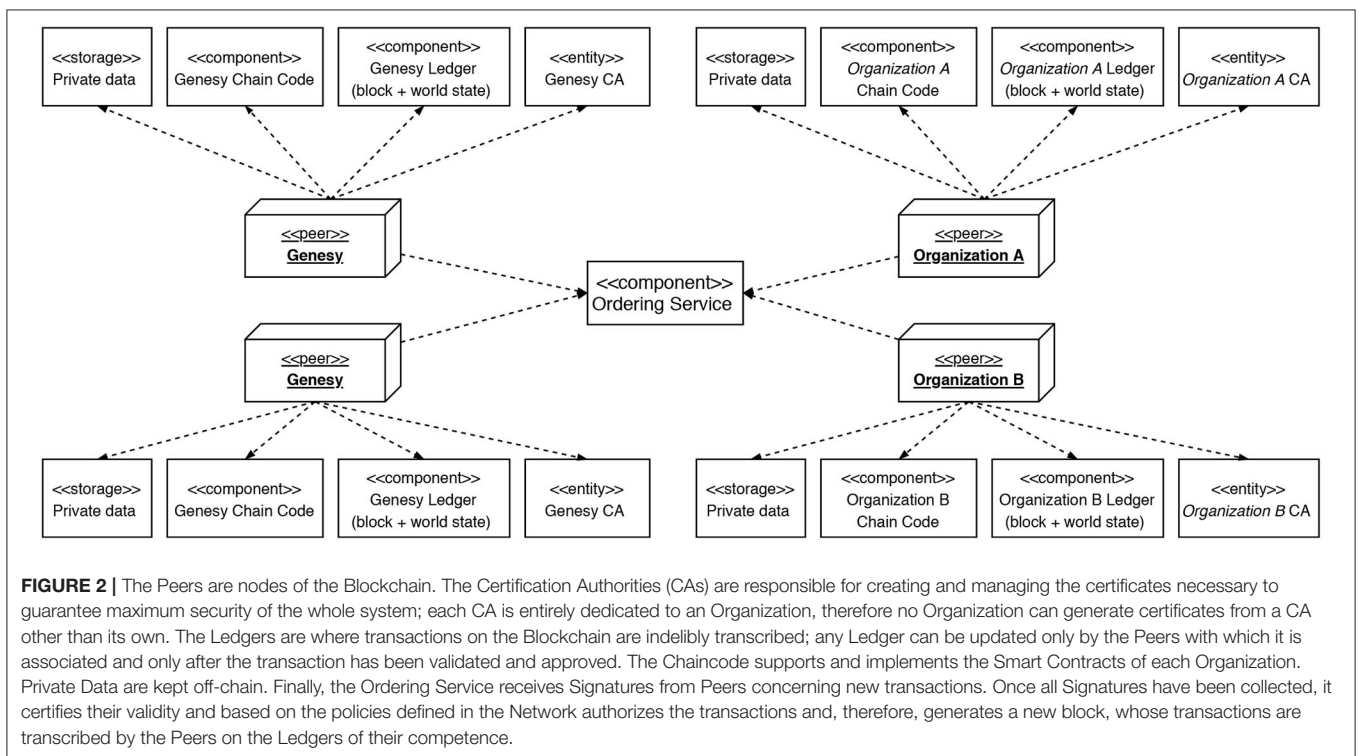 <<storage>>
Private data
<<component>>
Genesy Chain Code
<<component>>
Genesy Ledger
(block + world state)
<<entity>>
Genesy CA
<<storage>>
Private data
<<component>>
Organization A
Chain Code
<<component>>
Organization A Ledger
(block + world state)
<<entity>>
Organization A CA
<<peer>>
Genesy
<<peer>>
Organization A
<<component>>
Ordering Service
<<peer>>
Genesy
<<peer>>
Organization B
<<storage>>
Private data
<<component>>
Genesy Chain Code
<<component>>
Genesy Ledger
(block + world state)
<<entity>>
Genesy CA
<<storage>>
Private data
<<component>>
Organization B
Chain Code
<<component>>
Organization B Ledger
(block + world state)
<<entity>>
Organization B CA
FIGURE 2 | The Peers are nodes of the Blockchain. The Certification Authorities (CAs) are responsible for creating and managing the certificates necessary to
guarantee maximum security of the whole system; each CA is entirely dedicated to an Organization, therefore no Organization can generate certificates from a CA
other than its own. The Ledgers are where transactions on the Blockchain are indelibly transcribed; any Ledger can be updated only by the Peers with which it is
associated and only after the transaction has been validated and approved. The Chaincode supports and implements the Smart Contracts of each Organization.
Private Data are kept off-chain. Finally, the Ordering Service receives Signatures from Peers concerning new transactions. Once all Signatures have been collected, it
certifies their validity and based on the policies defined in the Network authorizes the transactions and, therefore, generates a new block, whose transactions are
transcribed by the Peers on the Ledgers of their competence.